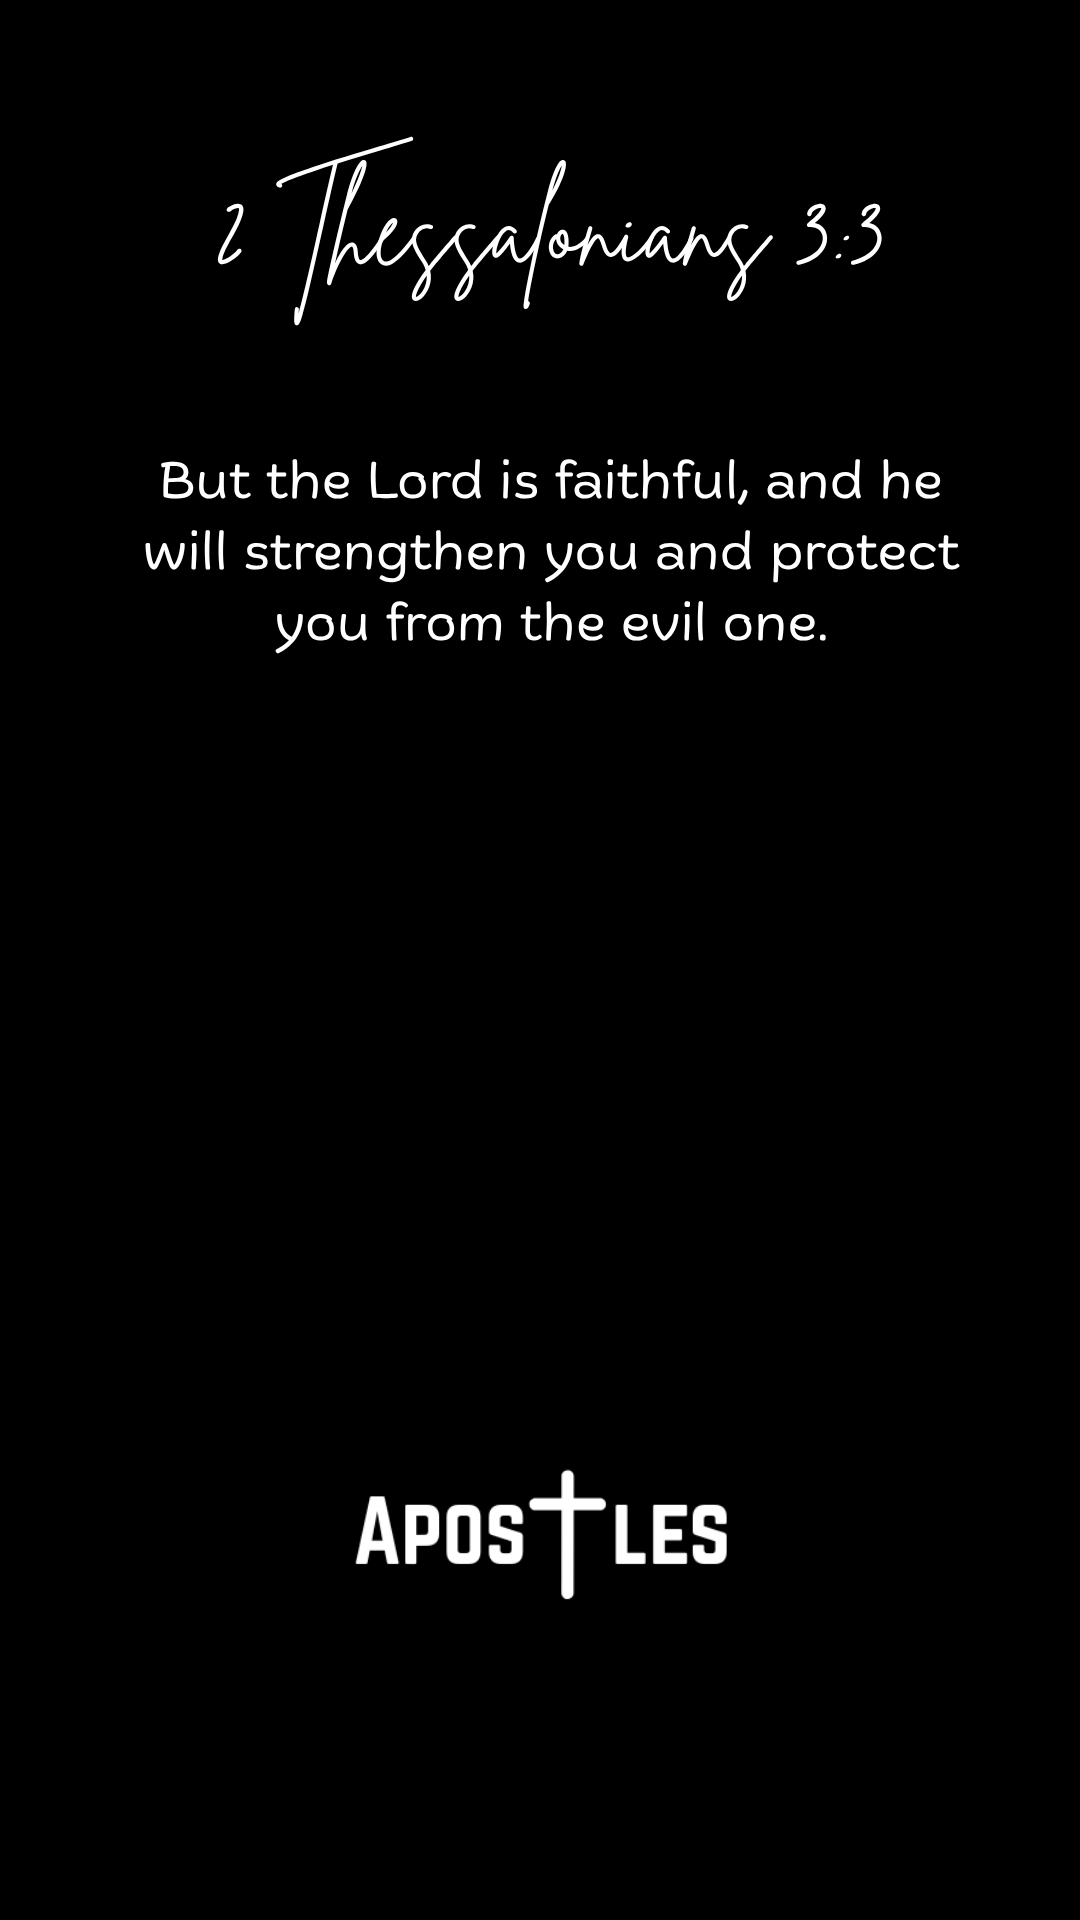 2 Thessalonians 3:3
But the Lord is faithful, and he
will strengthen you and protect
you from the evil one.
APOSTLES